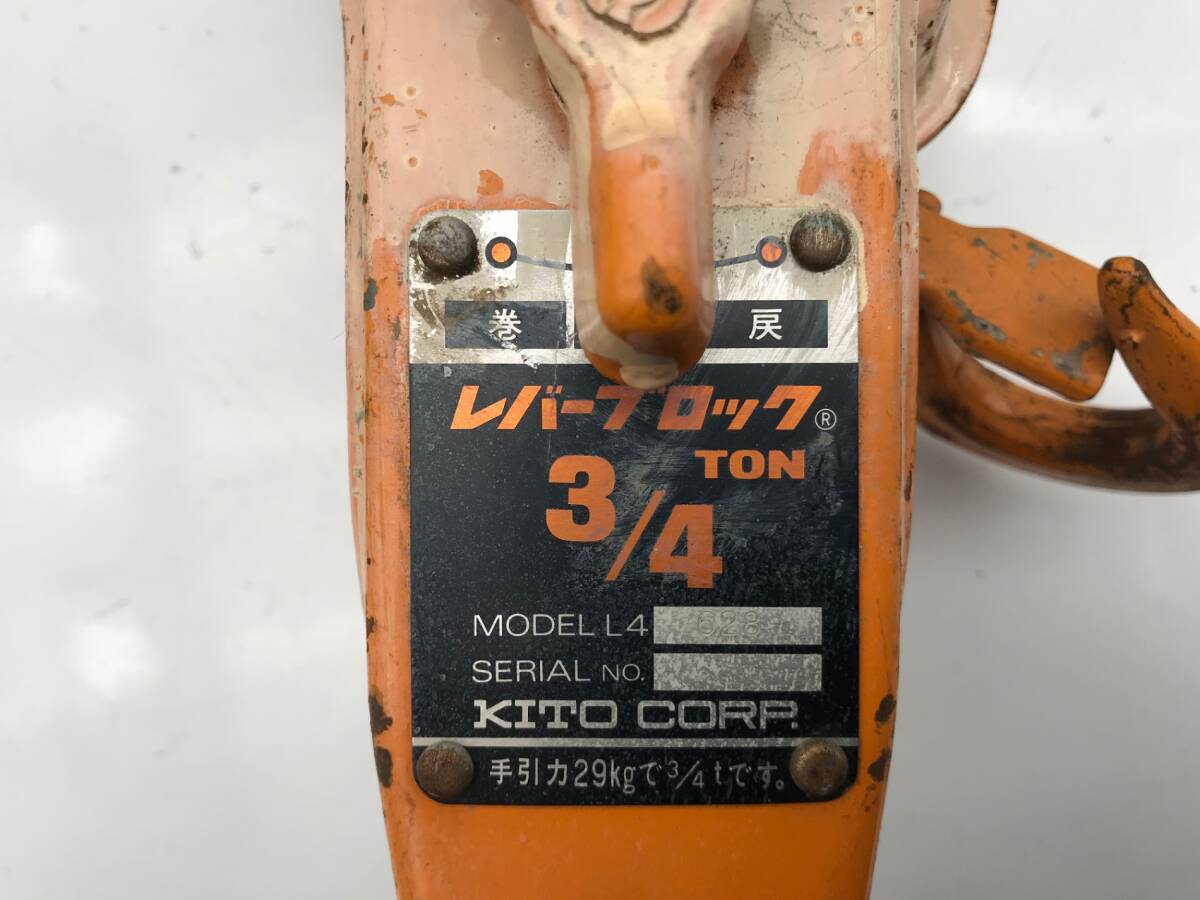 巻 戻
レバーブロック®
3/4 TON
MODEL L4 628
SERIAL NO.
KITO CORP.
手引力29kgで3/4tです。